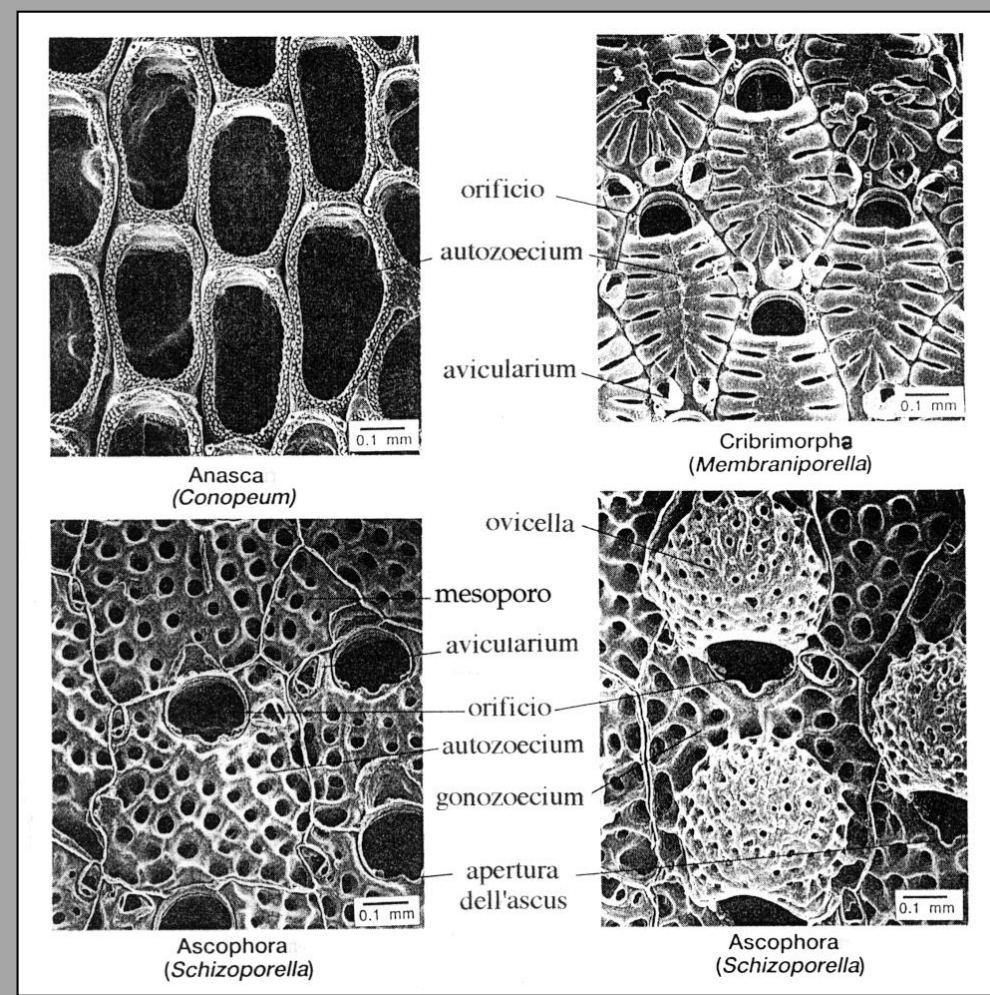 orificio
autozoecium
avicularium
0.1 mm
0.1 mm
Anasca
(Conopeum)
Cribrimorpha
(Membraniporella)
ovicella
mesoporo
avicularium
orificio
autozoecium
gonozoecium
apertura
dell'ascus
0.1 mm
0.1 mm
Ascophora
(Schizoporella)
Ascophora
(Schizoporella)